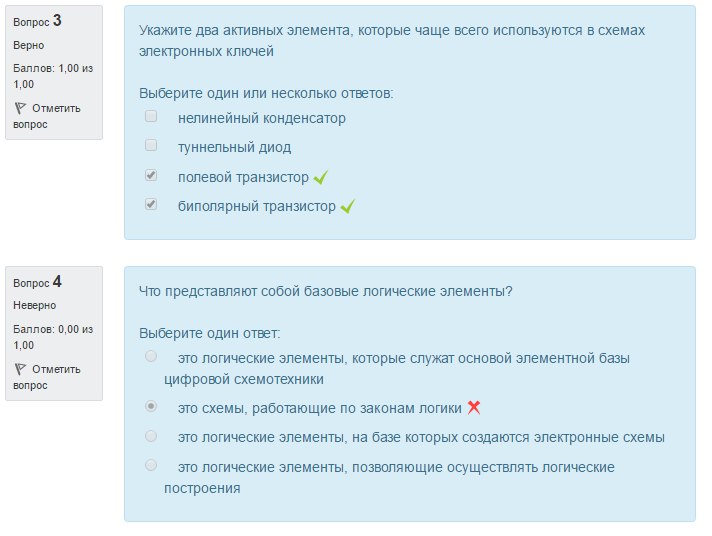 Вопрос 3
Верно
Баллов: 1,00 из
1,00
Отметить
вопрос
Укажите два активных элемента, которые чаще всего используются в схемах
электронных ключей
Выберите один или несколько ответов:
нелинейный конденсатор
туннельный диод
полевой транзистор
биполярный транзистор
Вопрос 4
Неверно
Баллов: 0,00 из
1,00
Отметить
вопрос
Что представляют собой базовые логические элементы?
Выберите один ответ:
это логические элементы, которые служат основой элементной базы
цифровой схемотехники
это схемы, работающие по законам логики
это логические элементы, на базе которых создаются электронные схемы
это логические элементы, позволяющие осуществлять логические
построения